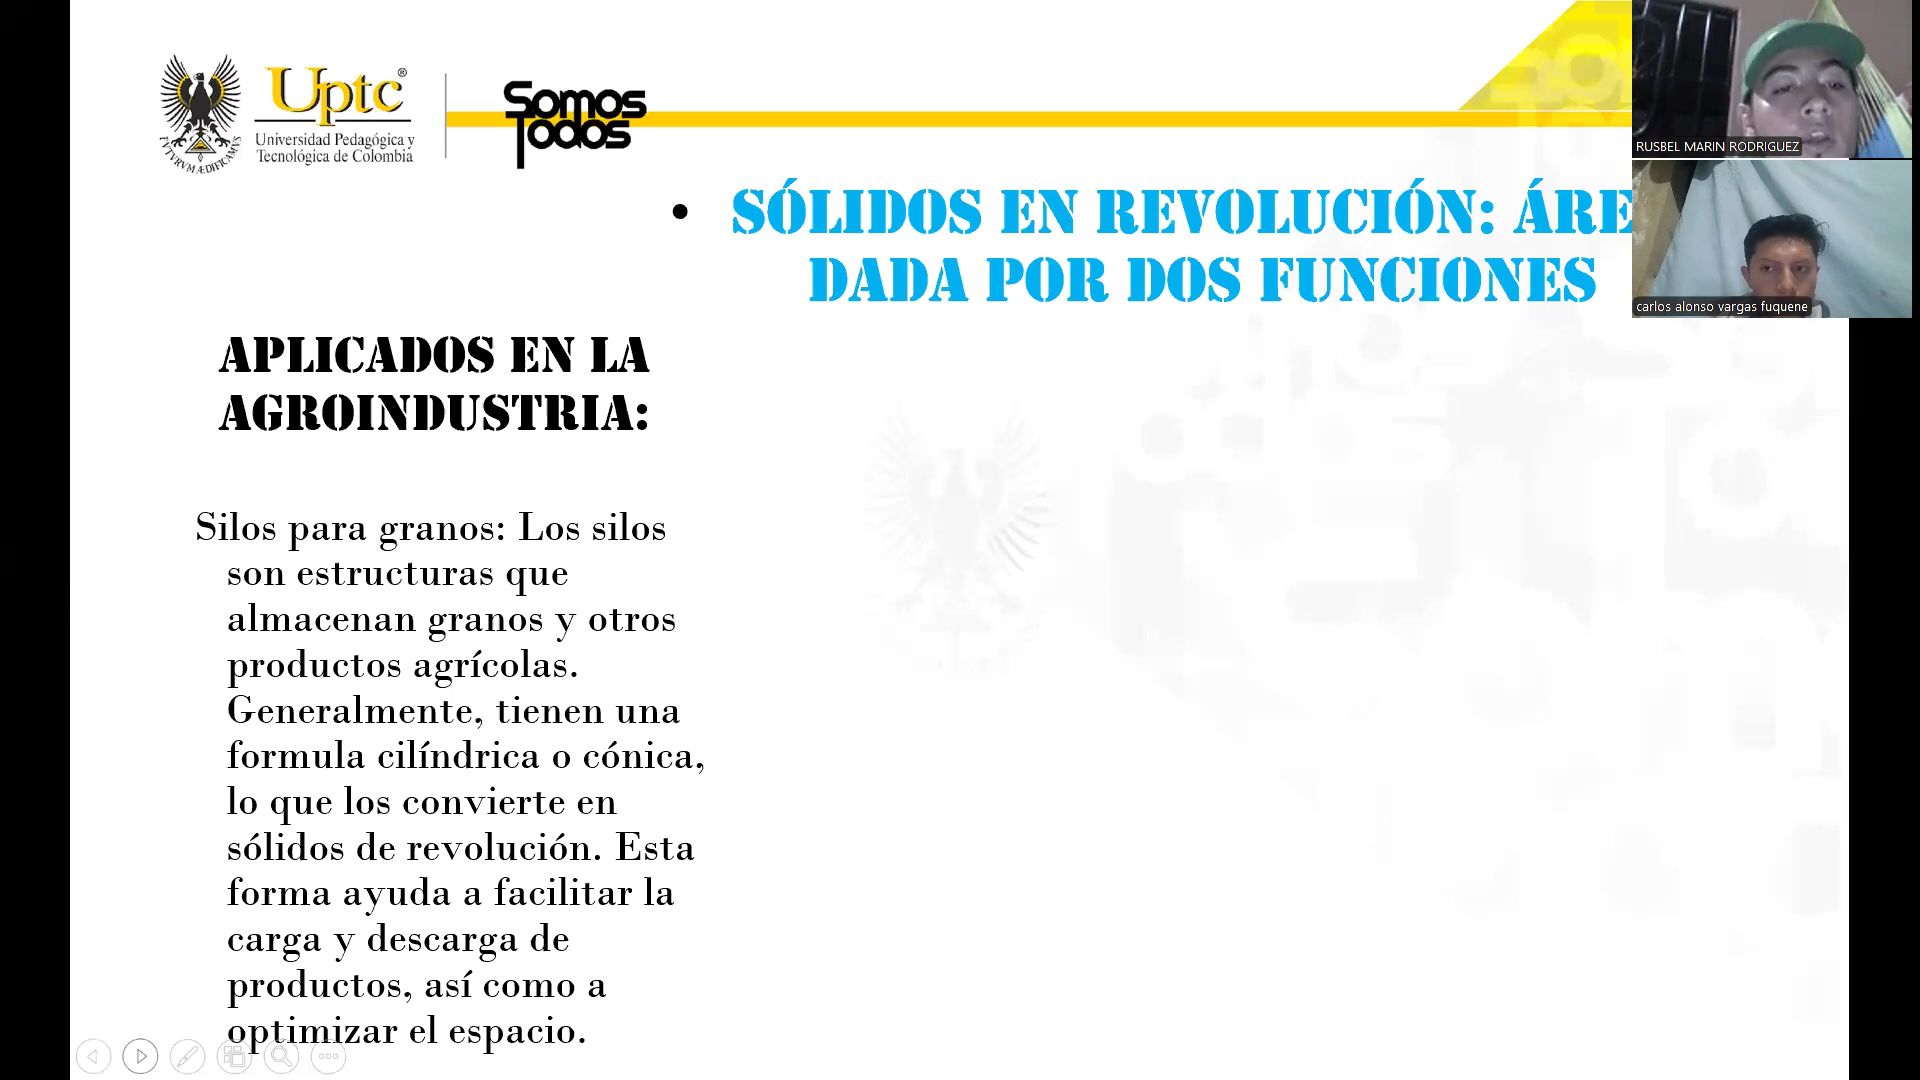 Uptc®
Universidad Pedagógica y
Tecnológica de Colombia
Somos
Todos
RUSBEL MARIN RODRIGUEZ
carlos alonso vargas fuquene
• SÓLIDOS EN REVOLUCIÓN: ÁRE
DADA POR DOS FUNCIONES
APLICADOS EN LA
AGROINDUSTRIA:
Silos para granos: Los silos
son estructuras que
almacenan granos y otros
productos agrícolas.
Generalmente, tienen una
formula cilíndrica o cónica,
lo que los convierte en
sólidos de revolución. Esta
forma ayuda a facilitar la
carga y descarga de
productos, así como a
optimizar el espacio.